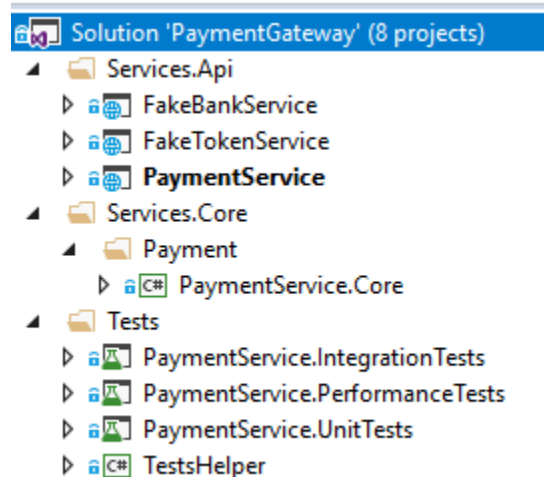 Solution 'PaymentGateway' (8 projects)
Services.Api
FakeBankService
FakeTokenService
PaymentService
Services.Core
Payment
C# PaymentService.Core
Tests
PaymentService.IntegrationTests
PaymentService.PerformanceTests
PaymentService.UnitTests
C# TestsHelper